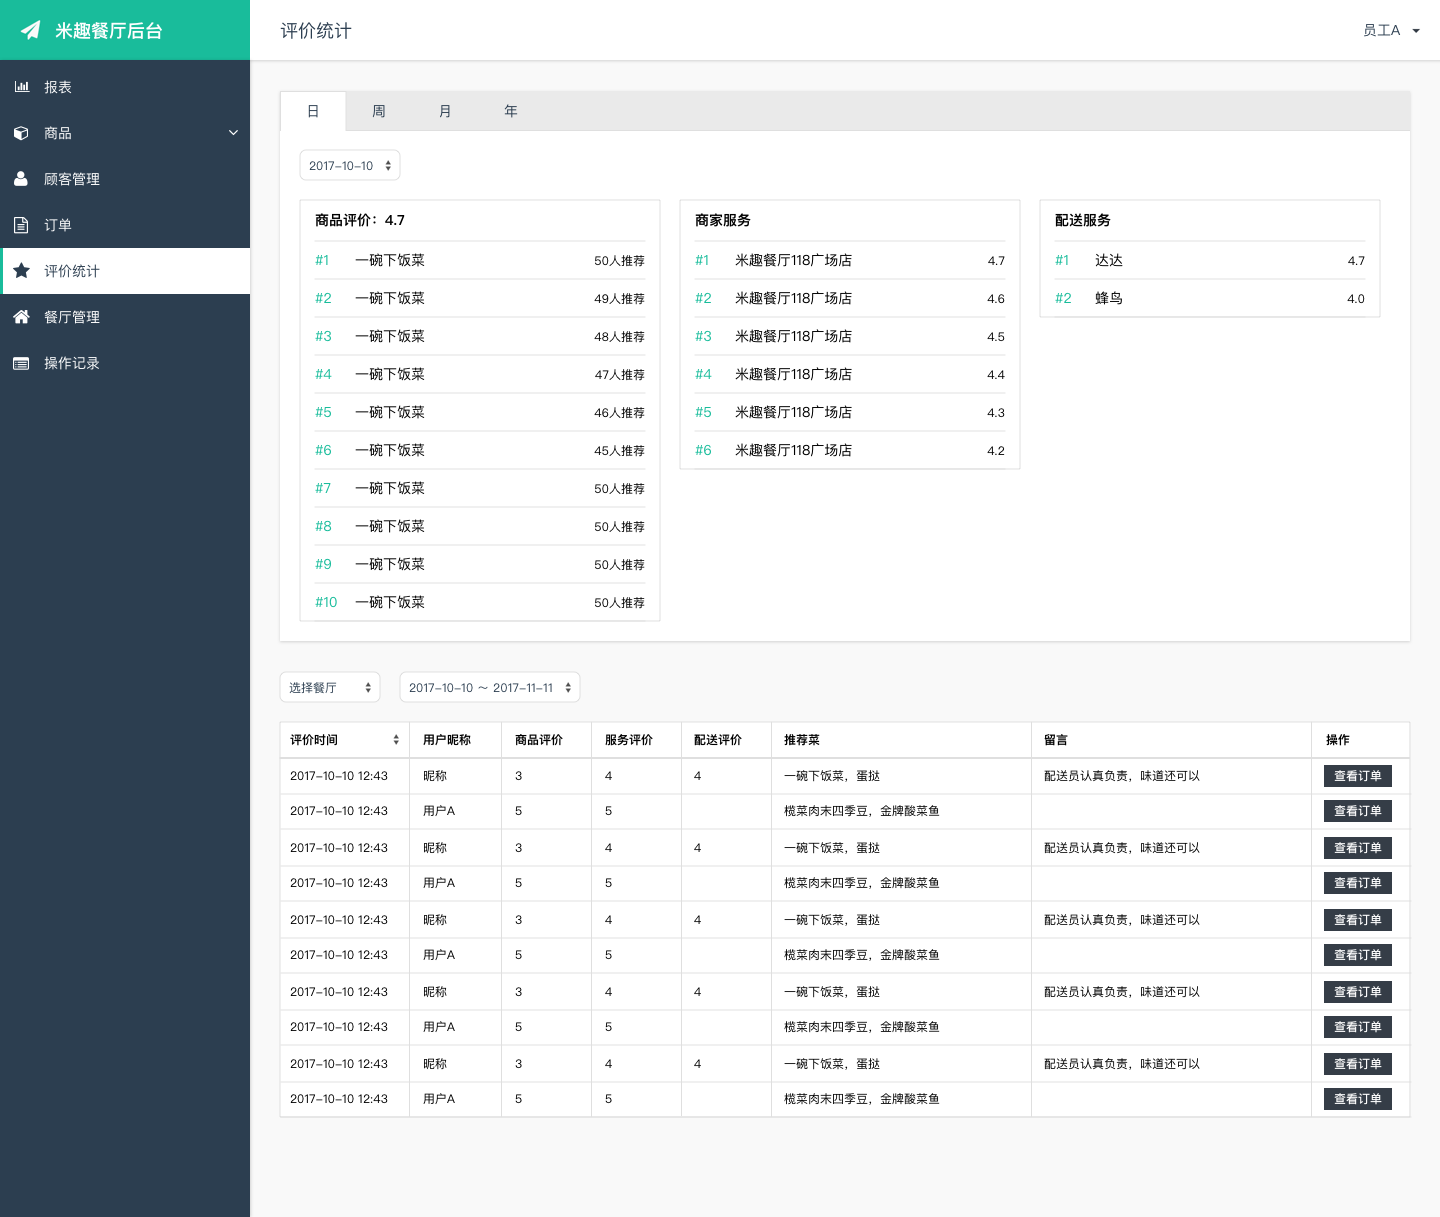 米趣餐厅后台
评价统计
员工A
报表
商品
顾客管理
订单
评价统计
餐厅管理
操作记录
日 周 月 年
2017-10-10
商品评价：4.7
#1 一碗下饭菜 50人推荐
#2 一碗下饭菜 49人推荐
#3 一碗下饭菜 48人推荐
#4 一碗下饭菜 47人推荐
#5 一碗下饭菜 46人推荐
#6 一碗下饭菜 45人推荐
#7 一碗下饭菜 50人推荐
#8 一碗下饭菜 50人推荐
#9 一碗下饭菜 50人推荐
#10 一碗下饭菜 50人推荐
商家服务
#1 米趣餐厅118广场店 4.7
#2 米趣餐厅118广场店 4.6
#3 米趣餐厅118广场店 4.5
#4 米趣餐厅118广场店 4.4
#5 米趣餐厅118广场店 4.3
#6 米趣餐厅118广场店 4.2
配送服务
#1 达达 4.7
#2 蜂鸟 4.0
选择餐厅 2017-10-10 ～ 2017-11-11
评价时间 用户昵称 商品评价 服务评价 配送评价 推荐菜 留言 操作
2017-10-10 12:43 昵称 3 4 4 一碗下饭菜，蛋挞 配送员认真负责，味道还可以 查看订单
2017-10-10 12:43 用户A 5 5 榄菜肉末四季豆，金牌酸菜鱼 查看订单
2017-10-10 12:43 昵称 3 4 4 一碗下饭菜，蛋挞 配送员认真负责，味道还可以 查看订单
2017-10-10 12:43 用户A 5 5 榄菜肉末四季豆，金牌酸菜鱼 查看订单
2017-10-10 12:43 昵称 3 4 4 一碗下饭菜，蛋挞 配送员认真负责，味道还可以 查看订单
2017-10-10 12:43 用户A 5 5 榄菜肉末四季豆，金牌酸菜鱼 查看订单
2017-10-10 12:43 昵称 3 4 4 一碗下饭菜，蛋挞 配送员认真负责，味道还可以 查看订单
2017-10-10 12:43 用户A 5 5 榄菜肉末四季豆，金牌酸菜鱼 查看订单
2017-10-10 12:43 昵称 3 4 4 一碗下饭菜，蛋挞 配送员认真负责，味道还可以 查看订单
2017-10-10 12:43 用户A 5 5 榄菜肉末四季豆，金牌酸菜鱼 查看订单